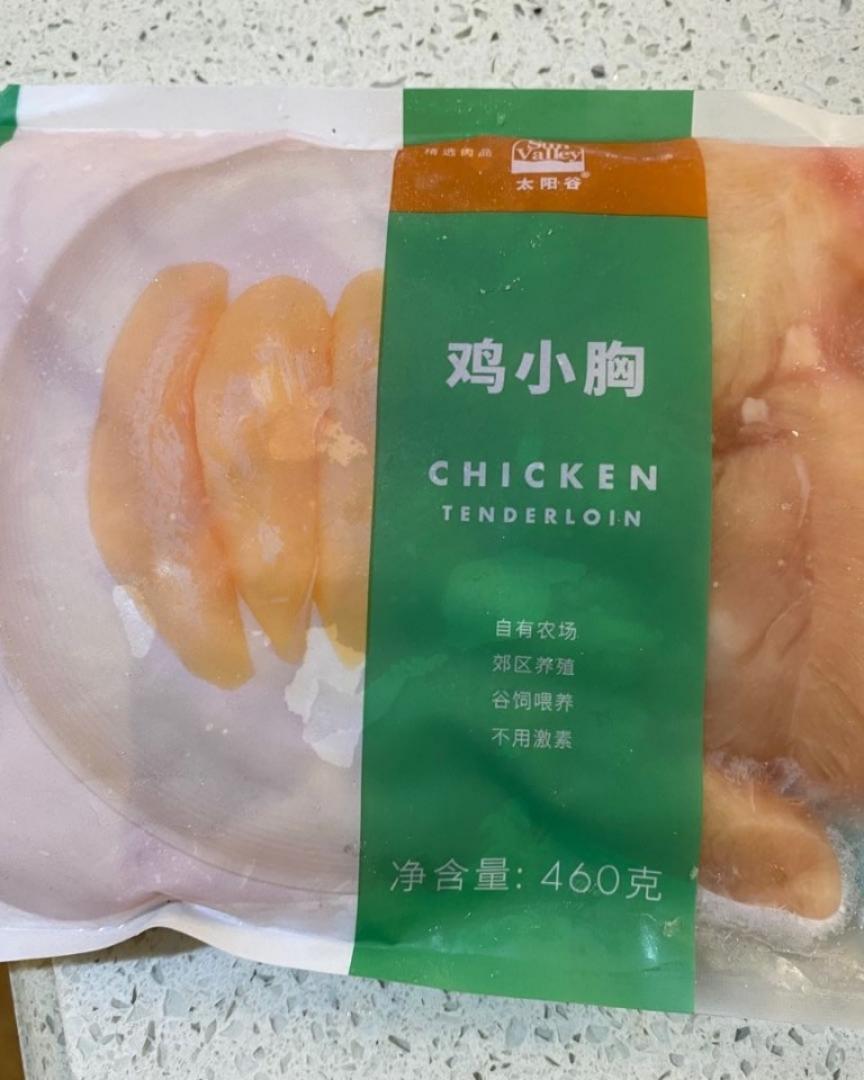 精选肉品
Sun
Valley
太阳谷®
鸡小胸
CHICKEN
TENDERLOIN
自有农场
郊区养殖
谷饲喂养
不用激素
净含量: 460克